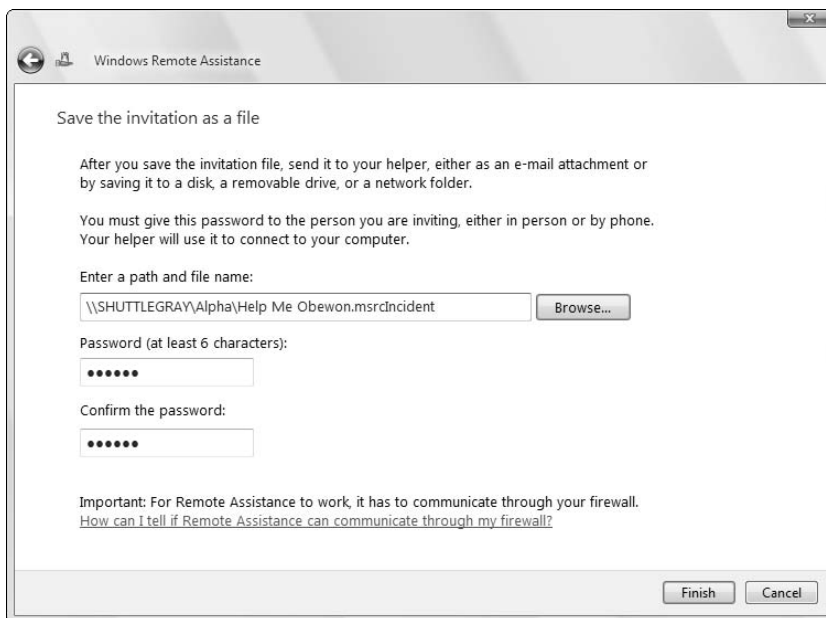 Windows Remote Assistance
Save the invitation as a file
After you save the invitation file, send it to your helper, either as an e-mail attachment or
by saving it to a disk, a removable drive, or a network folder.
You must give this password to the person you are inviting, either in person or by phone.
Your helper will use it to connect to your computer.
Enter a path and file name:
\\SHUTTLEGRAY\Alpha\Help Me Obewon.msrcIncident
Browse...
Password (at least 6 characters):
••••••
Confirm the password:
••••••
Important: For Remote Assistance to work, it has to communicate through your firewall.
How can I tell if Remote Assistance can communicate through my firewall?
Finish
Cancel